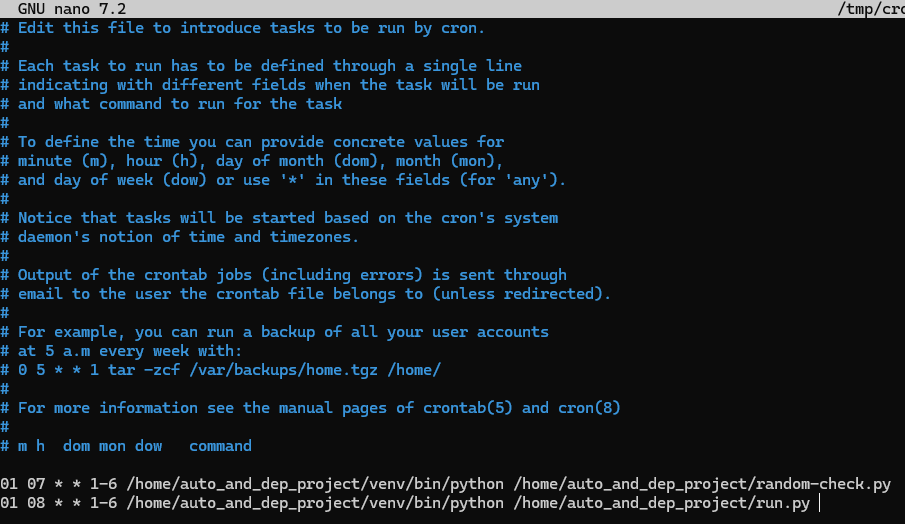 GNU nano 7.2 /tmp/cro
# Edit this file to introduce tasks to be run by cron.
#
# Each task to run has to be defined through a single line
# indicating with different fields when the task will be run
# and what command to run for the task
#
# To define the time you can provide concrete values for
# minute (m), hour (h), day of month (dom), month (mon),
# and day of week (dow) or use '*' in these fields (for 'any').
#
# Notice that tasks will be started based on the cron's system
# daemon's notion of time and timezones.
#
# Output of the crontab jobs (including errors) is sent through
# email to the user the crontab file belongs to (unless redirected).
#
# For example, you can run a backup of all your user accounts
# at 5 a.m every week with:
# 0 5 * * 1 tar -zcf /var/backups/home.tgz /home/
#
# For more information see the manual pages of crontab(5) and cron(8)
#
# m h  dom mon dow   command
01 07 * * 1-6 /home/auto_and_dep_project/venv/bin/python /home/auto_and_dep_project/random-check.py
01 08 * * 1-6 /home/auto_and_dep_project/venv/bin/python /home/auto_and_dep_project/run.py